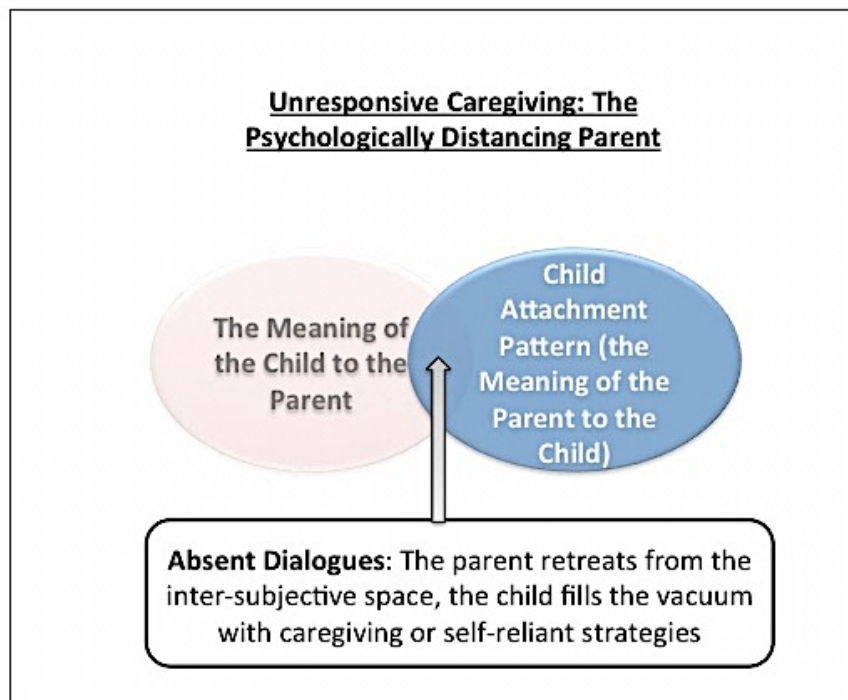 Unresponsive Caregiving: The
Psychologically Distancing Parent
The Meaning of
the Child to the
Parent
Child
Attachment
Pattern (the
Meaning of the
Parent to the
Child)
Absent Dialogues: The parent retreats from the
inter-subjective space, the child fills the vacuum
with caregiving or self-reliant strategies